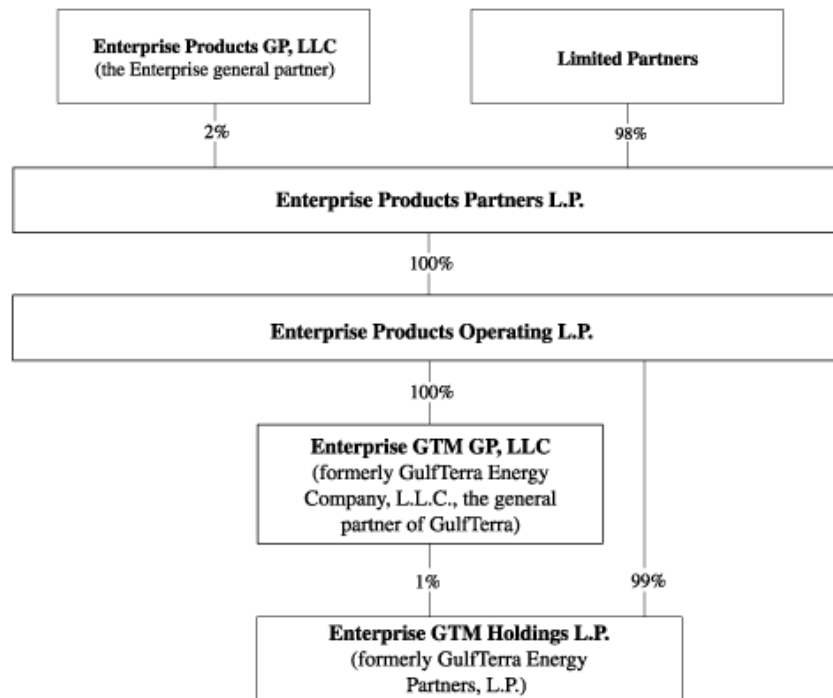 Enterprise Products GP, LLC
(the Enterprise general partner)
Limited Partners
2%
98%
Enterprise Products Partners L.P.
100%
Enterprise Products Operating L.P.
100%
Enterprise GTM GP, LLC
(formerly GulfTerra Energy
Company, L.L.C., the general
partner of GulfTerra)
1%
99%
Enterprise GTM Holdings L.P.
(formerly GulfTerra Energy
Partners, L.P.)